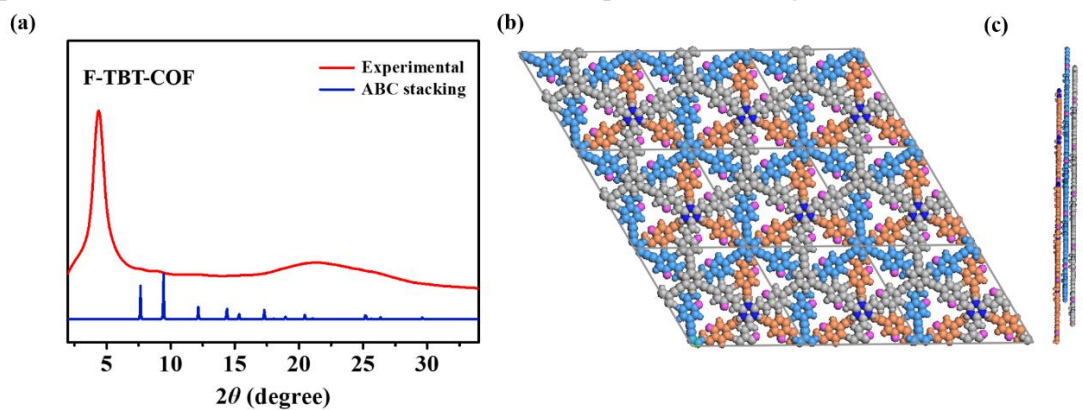 (a)
F-TBT-COF
Experimental
ABC stacking
5
10
15
20
25
30
2θ (degree)
(b)
(c)